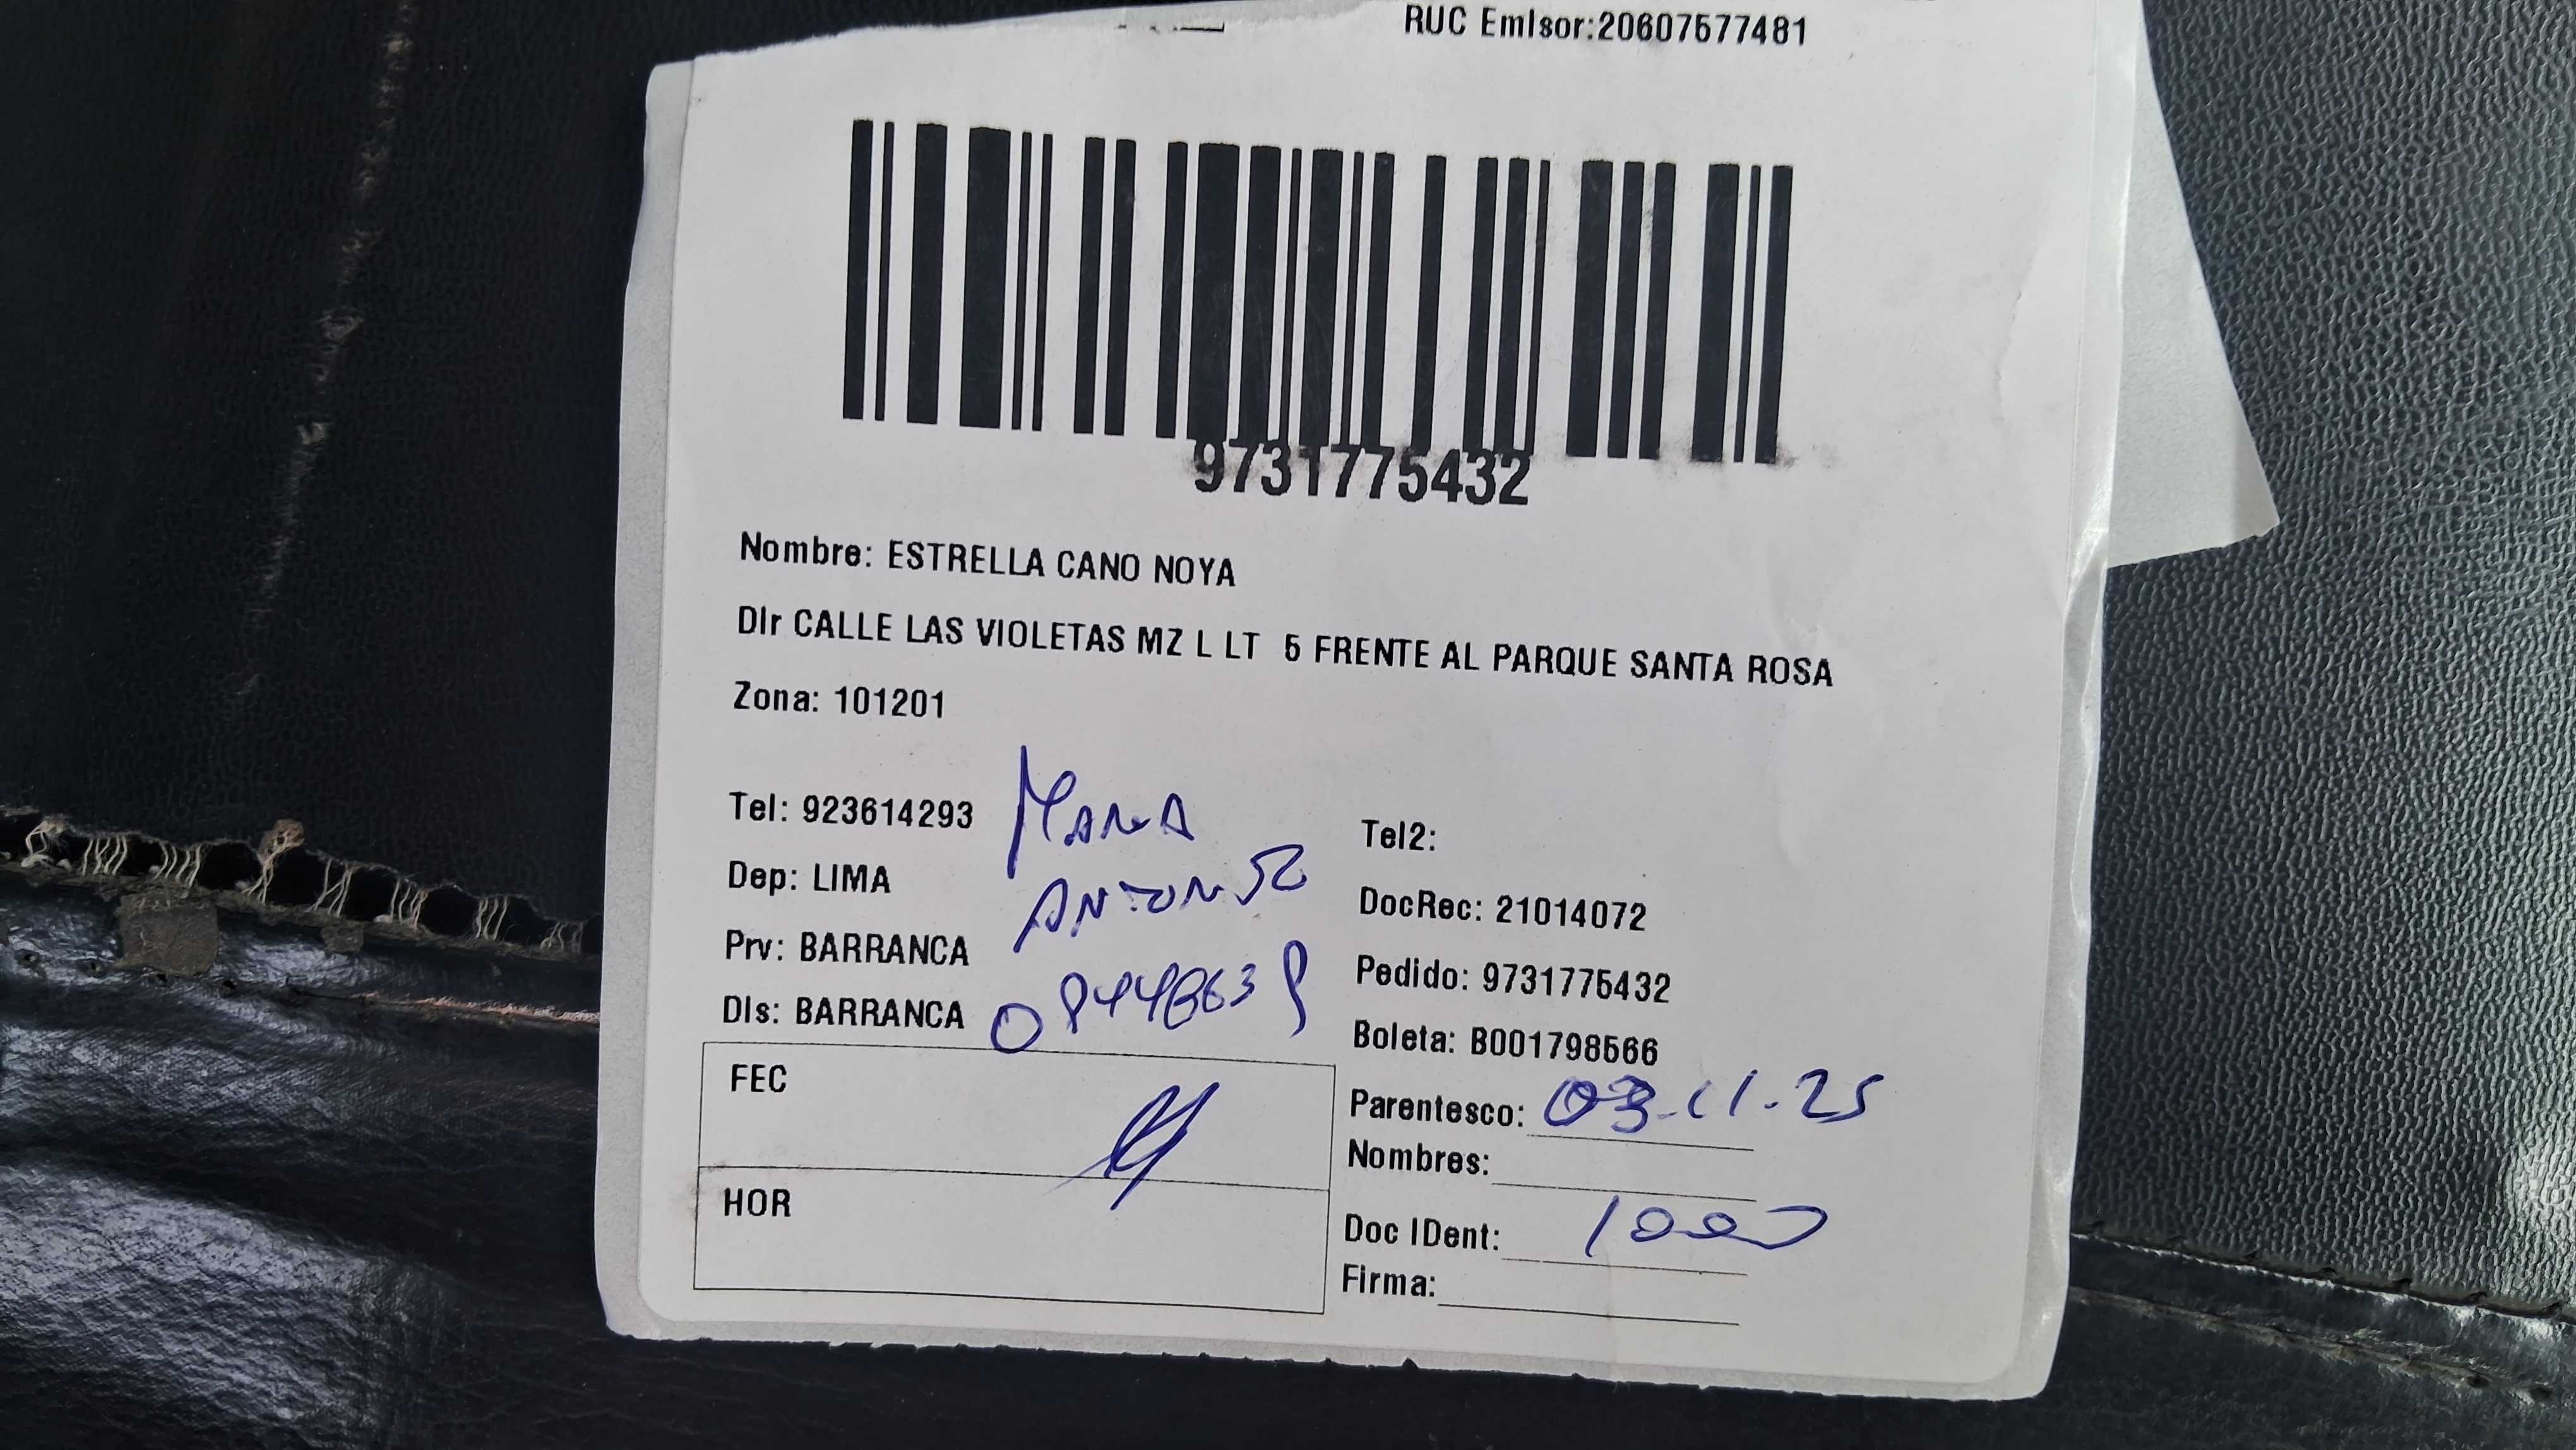 RUC Emisor:20607577481
9731775432
Nombre: ESTRELLA CANO NOYA
Dir CALLE LAS VIOLETAS MZ L LT 5 FRENTE AL PARQUE SANTA ROSA
Zona: 101201
Tel: 923614293
Tel2:
Dep: LIMA
DocRec: 21014072
Prv: BARRANCA
Pedido: 9731775432
Dis: BARRANCA
Boleta: B001798566
FEC
Parentesco: 03-11-25
Nombres:
HOR
Doc IDent:
Firma: